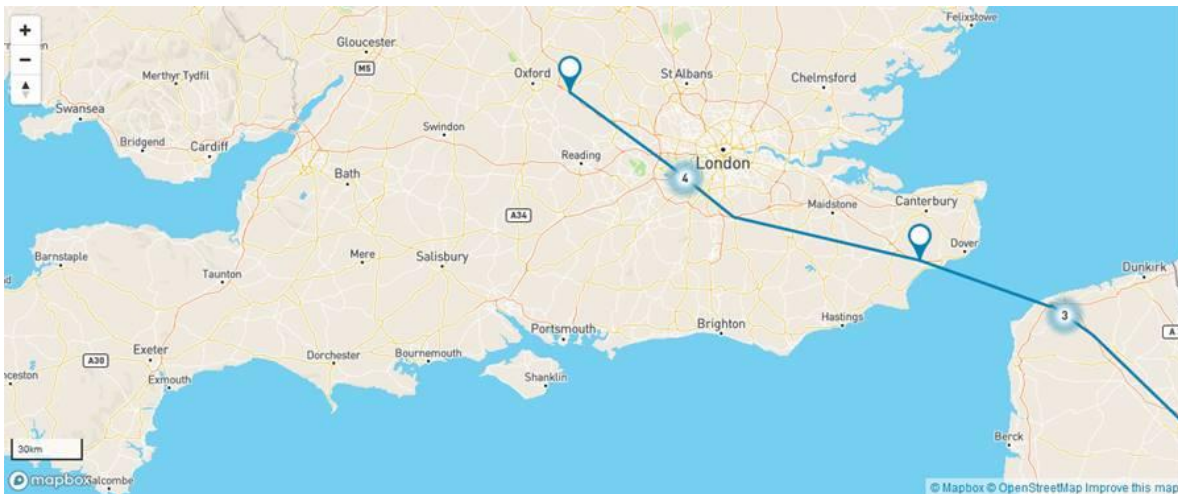 Felixstowe
+
Gloucester
−
M5
Oxford
St Albans
Merthyr Tydfil
Chelmsford
Swansea
Swindon
Bridgend
Cardiff
Reading
London
4
Bath
Maidstone
Canterbury
A34
Barnstaple
Mere
Salisbury
Dover
Taunton
Dunkirk
Hastings
3
Portsmouth
Brighton
A
Exeter
A30
Dorchester
Bournemouth
Exmouth
Shanklin
Berck
30km
mapbox
Salcombe
© Mapbox © OpenStreetMap Improve this map